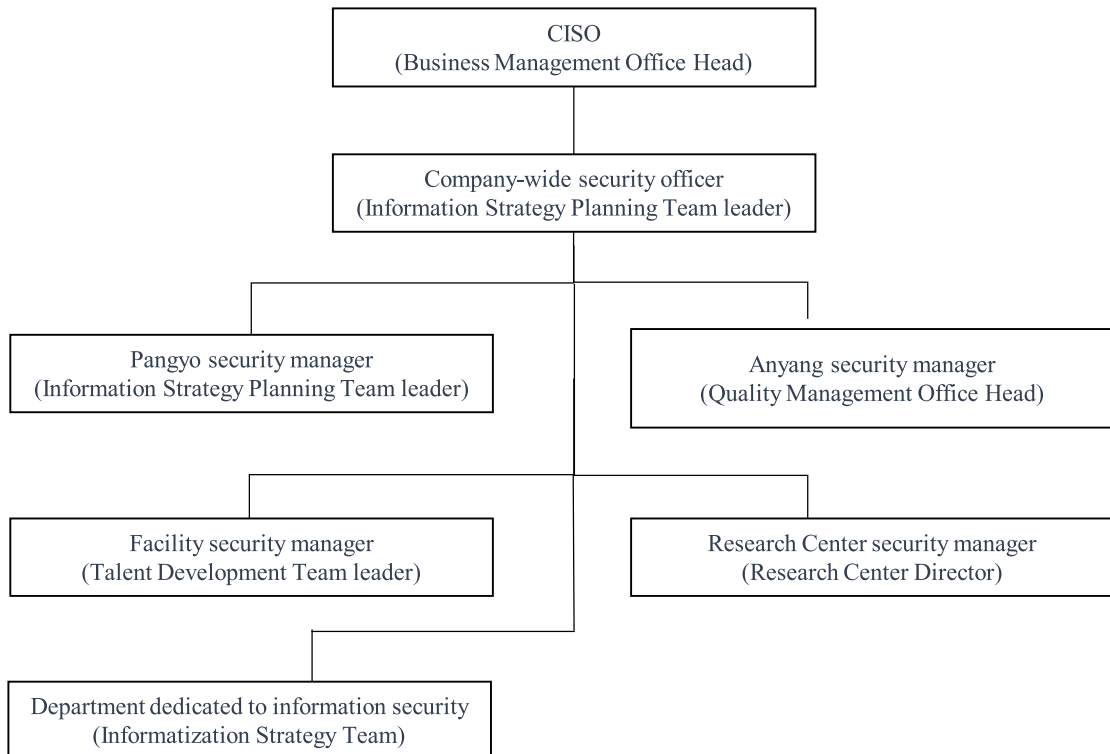 CISO
(Business Management Office Head)
Company-wide security officer
(Information Strategy Planning Team leader)
Pangyo security manager
(Information Strategy Planning Team leader)
Anyang security manager
(Quality Management Office Head)
Facility security manager
(Talent Development Team leader)
Research Center security manager
(Research Center Director)
Department dedicated to information security
(Informatization Strategy Team)